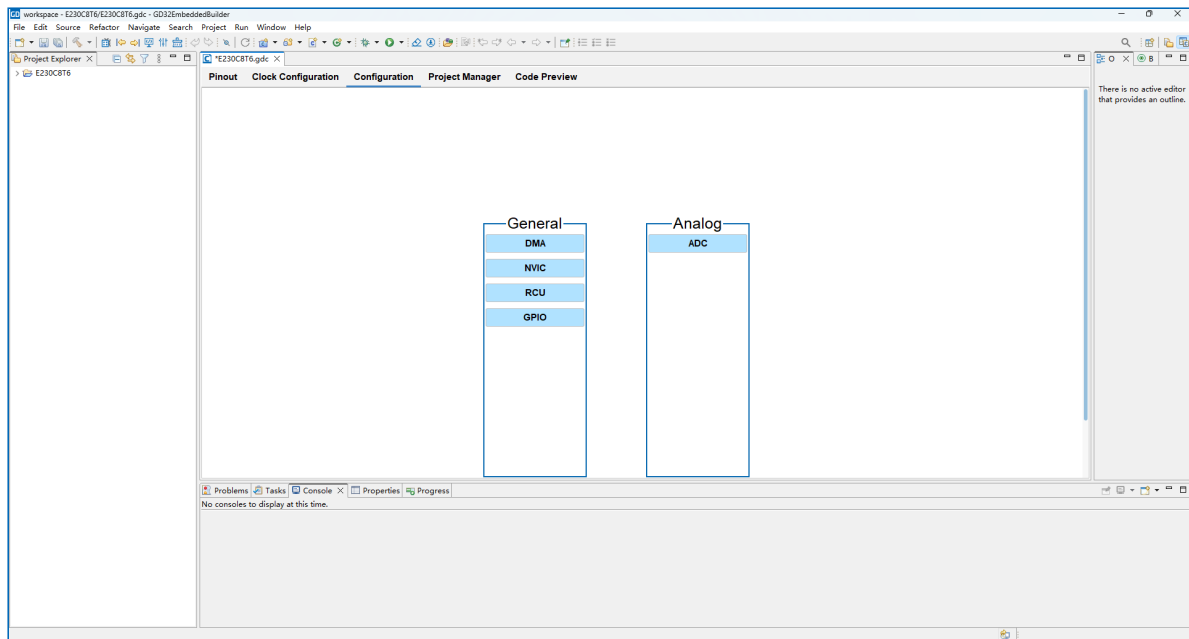 GD workspace - E230C8T6/E230C8T6.gdc - GD32EmbeddedBuilder
File Edit Source Refactor Navigate Search Project Run Window Help
Project Explorer
*E230C8T6.gdc
O
B
E230C8T6
Pinout Clock Configuration Configuration Project Manager Code Preview
There is no active editor
that provides an outline.
General
DMA
NVIC
RCU
GPIO
Analog
ADC
Problems Tasks Console Properties Progress
No consoles to display at this time.